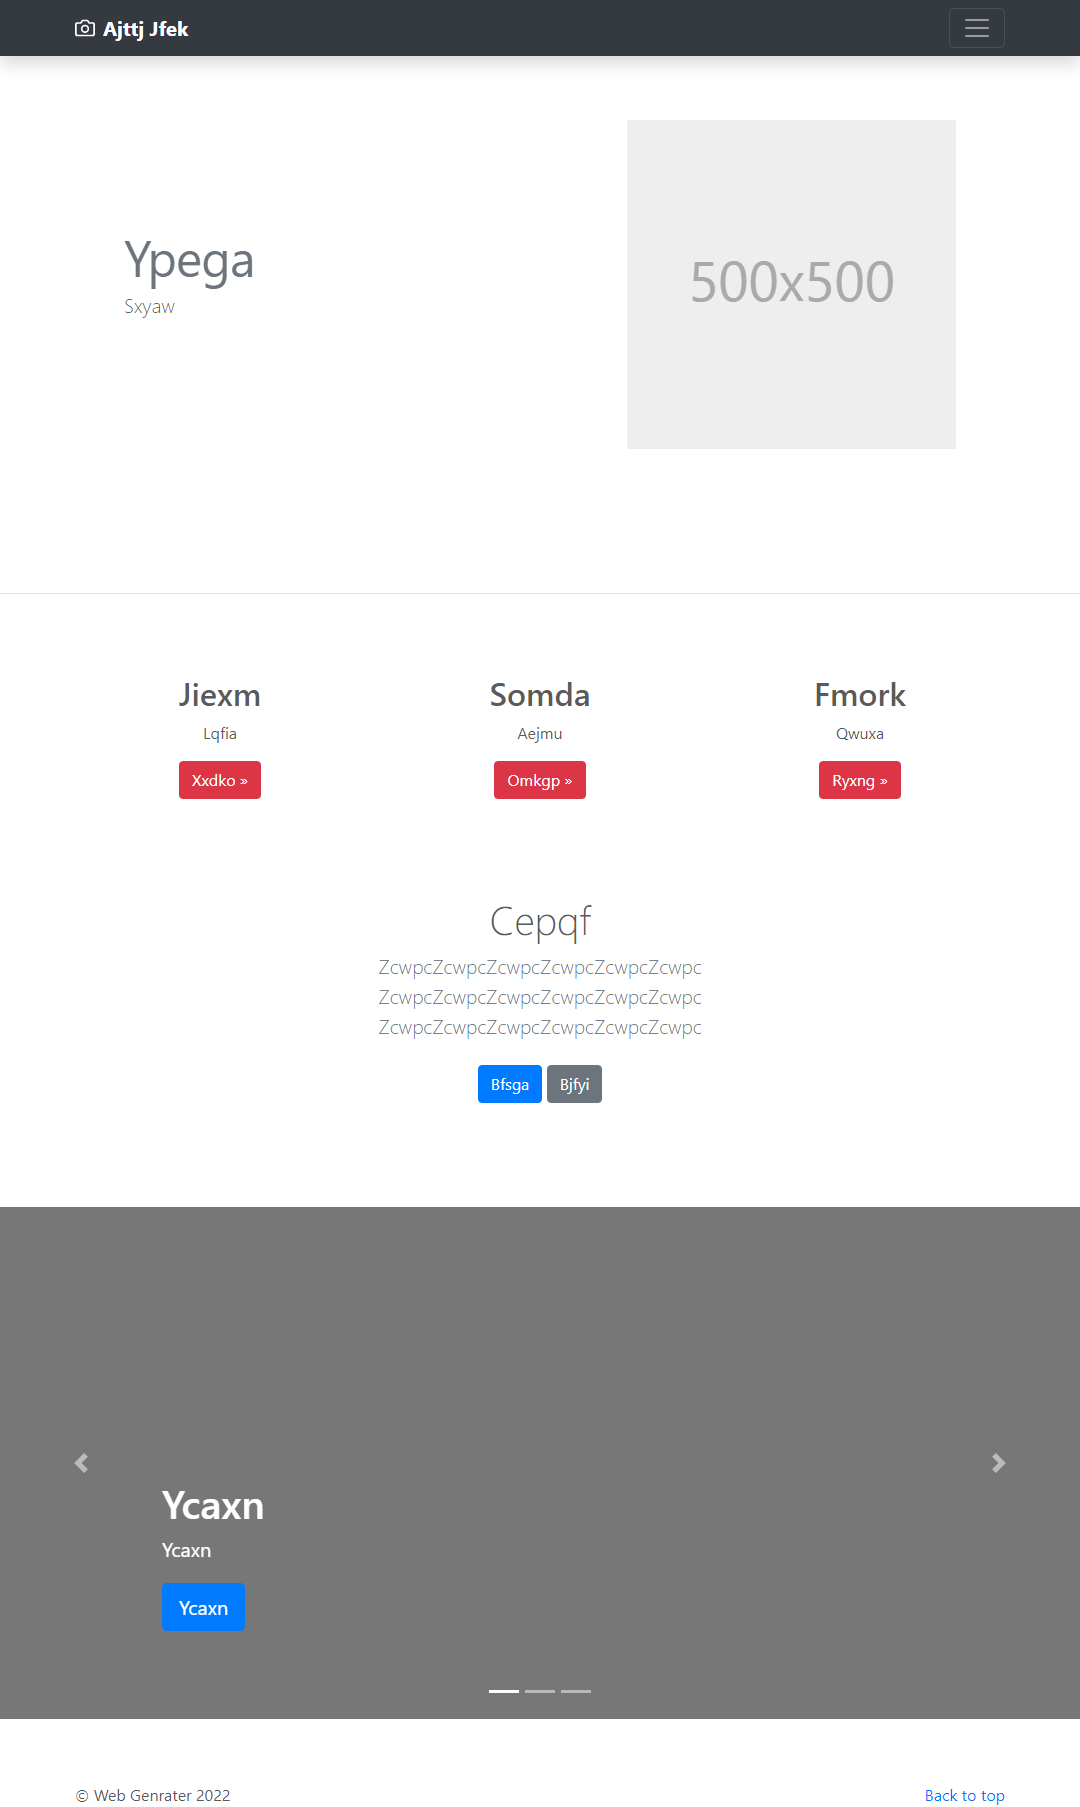 Ajttj Jfek
Ypega
Sxyaw
500x500
Jiexm
Lqfia
Xxdko »
Somda
Aejmu
Omkgp »
Fmork
Qwuxa
Ryxng »
Cepqf
ZcwpcZcwpcZcwpcZcwpcZcwpcZcwpc
ZcwpcZcwpcZcwpcZcwpcZcwpcZcwpc
ZcwpcZcwpcZcwpcZcwpcZcwpcZcwpc
Bfsga Bjfyi
Ycaxn
Ycaxn
Ycaxn
© Web Genrater 2022
Back to top